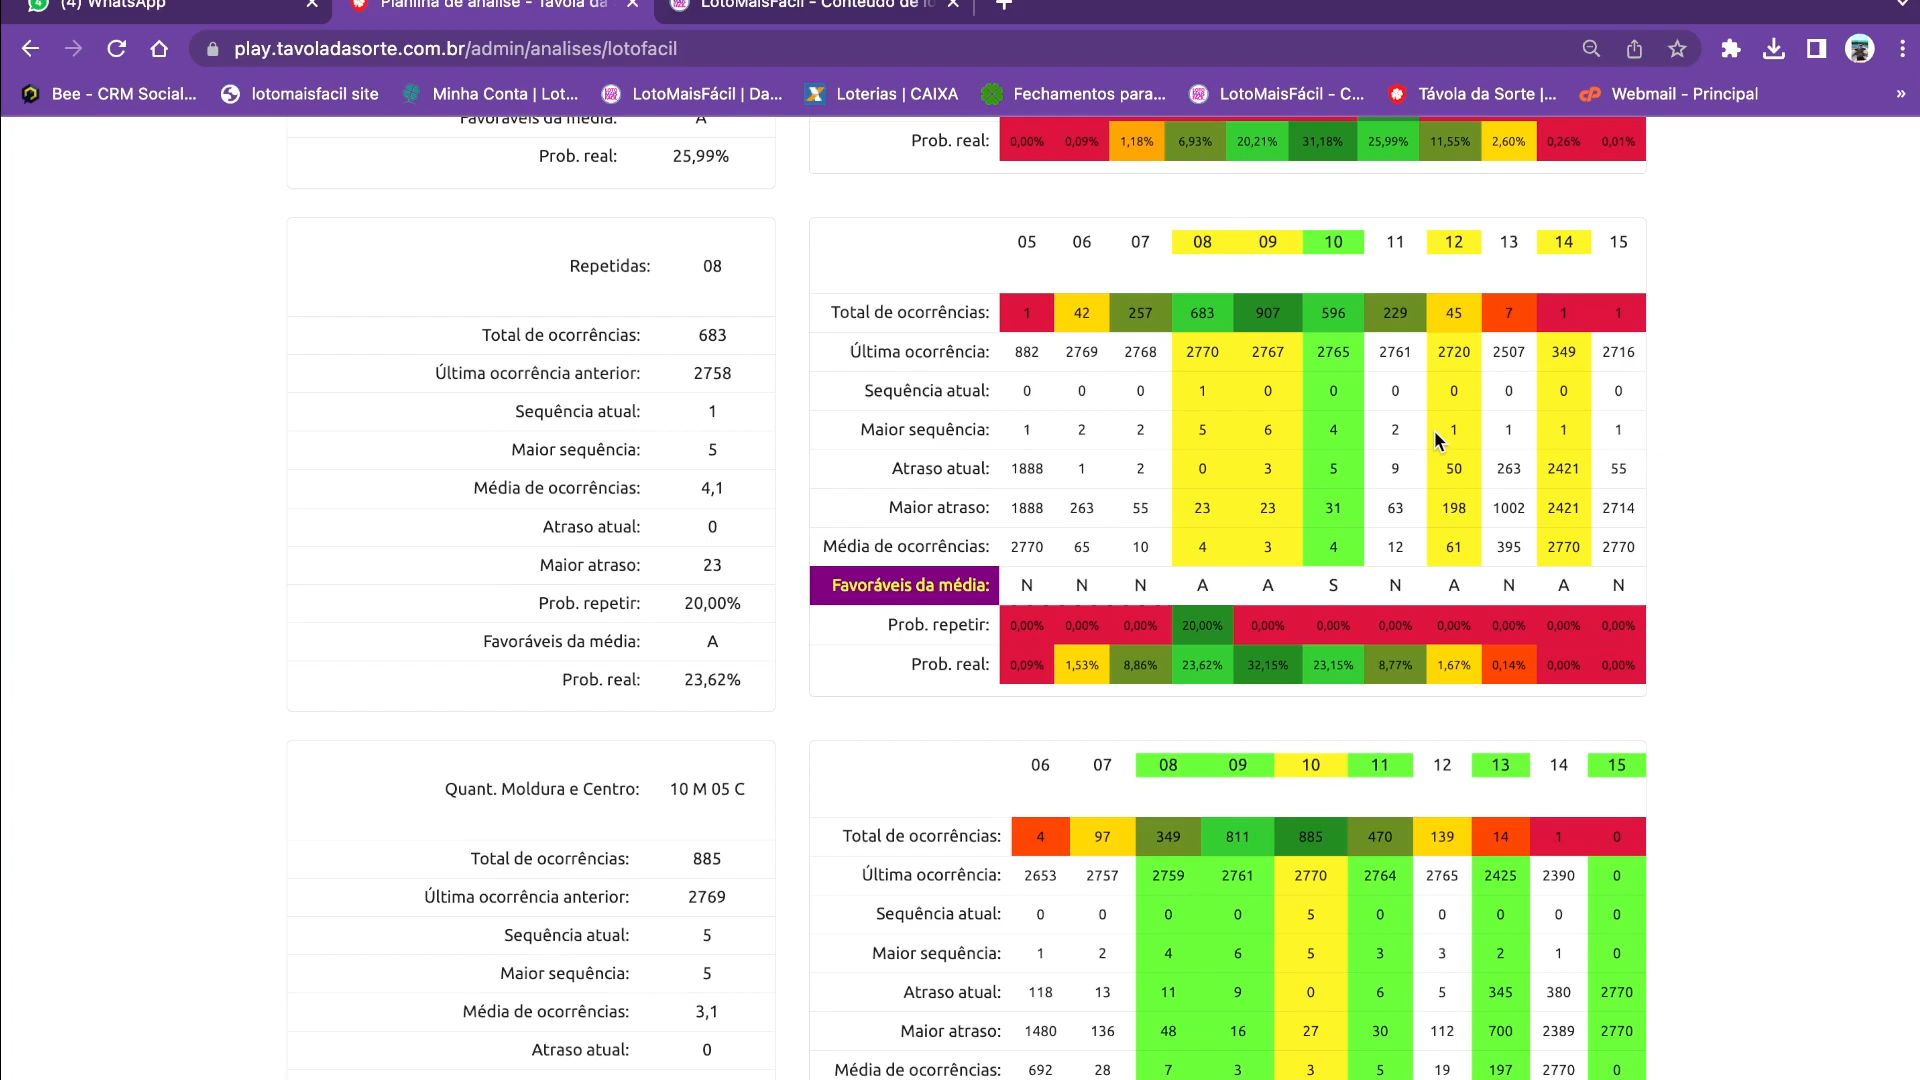 (4) WhatsApp
Planilha de análise - Távola da
LotoMaisFácil - Conteúdo de lo
play.tavoladasorte.com.br/admin/analises/lotofacil
Bee - CRM Social... lotomaisfacil site Minha Conta | Lot... LotoMaisFácil | Da... Loterias | CAIXA Fechamentos para... LotoMaisFácil - C... Távola da Sorte |... Webmail - Principal »
Favoráveis da média: A
Prob. real: 25,99%
Prob. real: 0,00% 0,09% 1,18% 6,93% 20,21% 31,18% 25,99% 11,55% 2,60% 0,26% 0,01%
Repetidas: 08
Total de ocorrências: 683
Última ocorrência anterior: 2758
Sequência atual: 1
Maior sequência: 5
Média de ocorrências: 4,1
Atraso atual: 0
Maior atraso: 23
Prob. repetir: 20,00%
Favoráveis da média: A
Prob. real: 23,62%
05 06 07 08 09 10 11 12 13 14 15
Total de ocorrências: 1 42 257 683 907 596 229 45 7 1 1
Última ocorrência: 882 2769 2768 2770 2767 2765 2761 2720 2507 349 2716
Sequência atual: 0 0 0 1 0 0 0 0 0 0 0
Maior sequência: 1 2 2 5 6 4 2 1 1 1 1
Atraso atual: 1888 1 2 0 3 5 9 50 263 2421 55
Maior atraso: 1888 263 55 23 23 31 63 198 1002 2421 2714
Média de ocorrências: 2770 65 10 4 3 4 12 61 395 2770 2770
Favoráveis da média: N N N A A S N A N A N
Prob. repetir: 0,00% 0,00% 0,00% 20,00% 0,00% 0,00% 0,00% 0,00% 0,00% 0,00% 0,00%
Prob. real: 0,09% 1,53% 8,86% 23,62% 32,15% 23,15% 8,77% 1,67% 0,14% 0,00% 0,00%
Quant. Moldura e Centro: 10 M 05 C
Total de ocorrências: 885
Última ocorrência anterior: 2769
Sequência atual: 5
Maior sequência: 5
Média de ocorrências: 3,1
Atraso atual: 0
06 07 08 09 10 11 12 13 14 15
Total de ocorrências: 4 97 349 811 885 470 139 14 1 0
Última ocorrência: 2653 2757 2759 2761 2770 2764 2765 2425 2390 0
Sequência atual: 0 0 0 0 5 0 0 0 0 0
Maior sequência: 1 2 4 6 5 3 3 2 1 0
Atraso atual: 118 13 11 9 0 6 5 345 380 2770
Maior atraso: 1480 136 48 16 27 30 112 700 2389 2770
Média de ocorrências: 692 28 7 3 3 5 19 197 2770 0